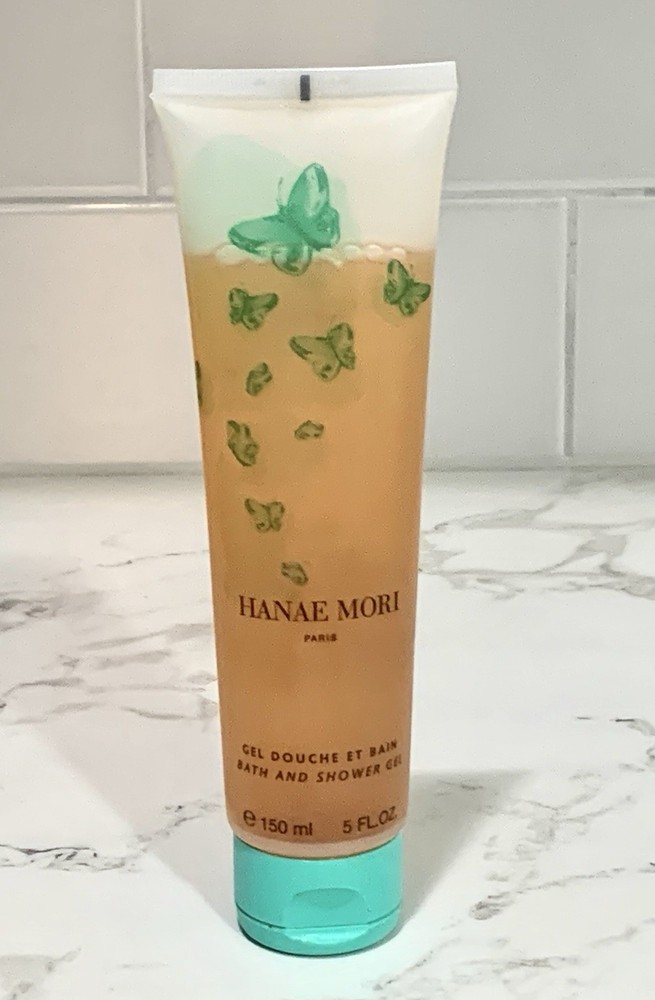 HANAE MORI
PARIS
GEL DOUCHE ET BAIN
BATH AND SHOWER GEL
℮ 150 ml 5 FL.OZ.